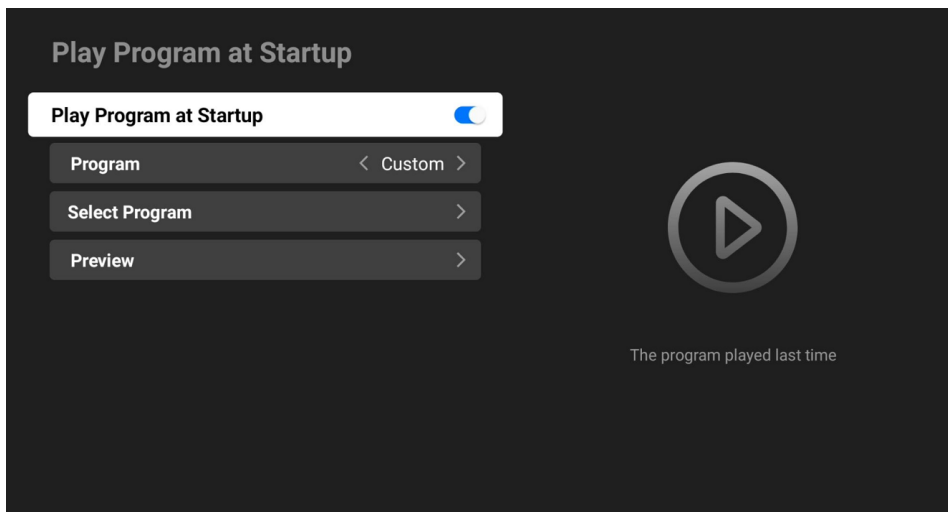 Play Program at Startup
Play Program at Startup
Program < Custom >
Select Program >
Preview >
The program played last time